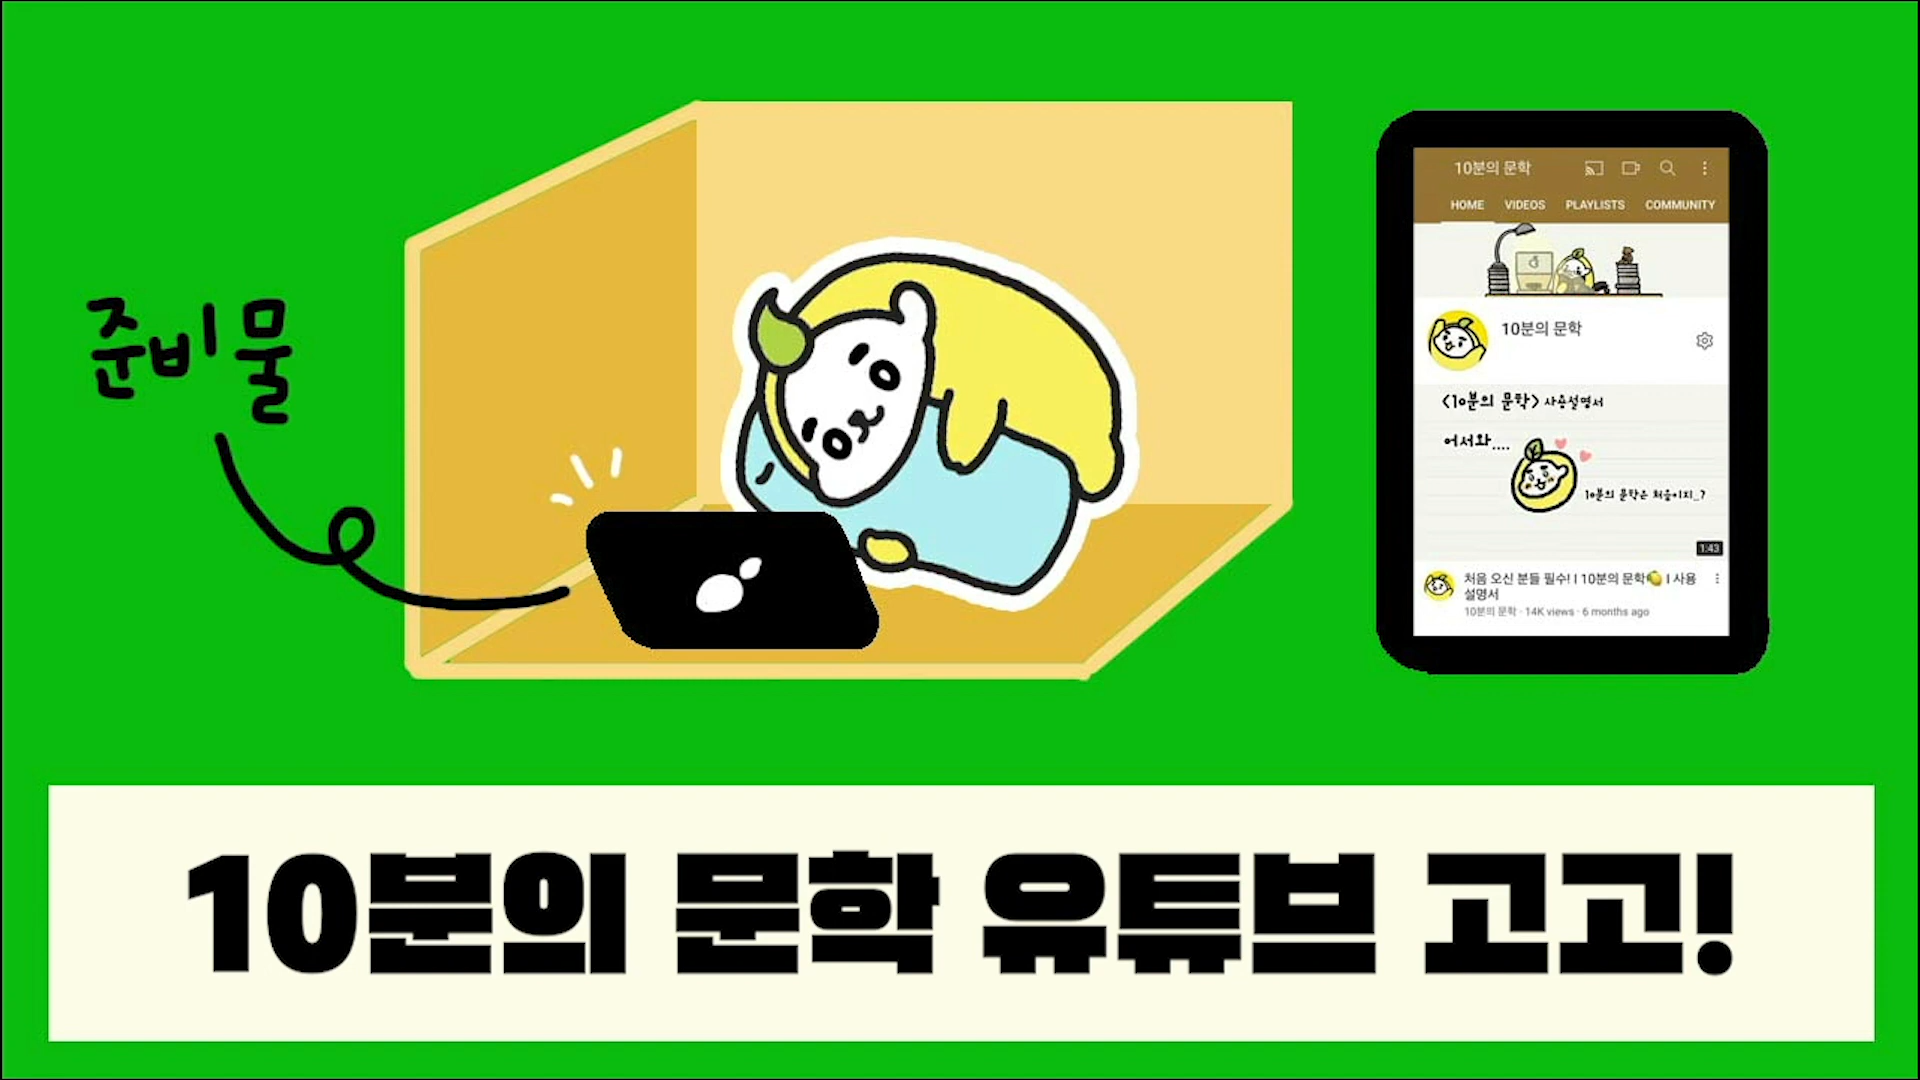 준비물
10분의 문학
HOME VIDEOS PLAYLISTS COMMUNITY
10분의 문학
<10분의 문학> 사용설명서
어서와....
10분의 문학은 처음이지..?
1:43
처음 오신 분들 필수! I 10분의 문학🍋 I 사용
설명서
10분의 문학 · 14K views · 6 months ago
10분의 문학 유튜브 고고!